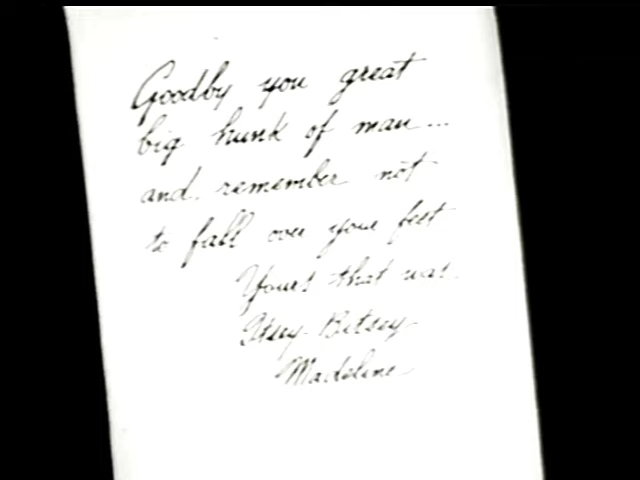 Goodby you great
big hunk of man...
and remember not
to fall over your feet
Yours that was.
Itsy-Bitsey
Madeline